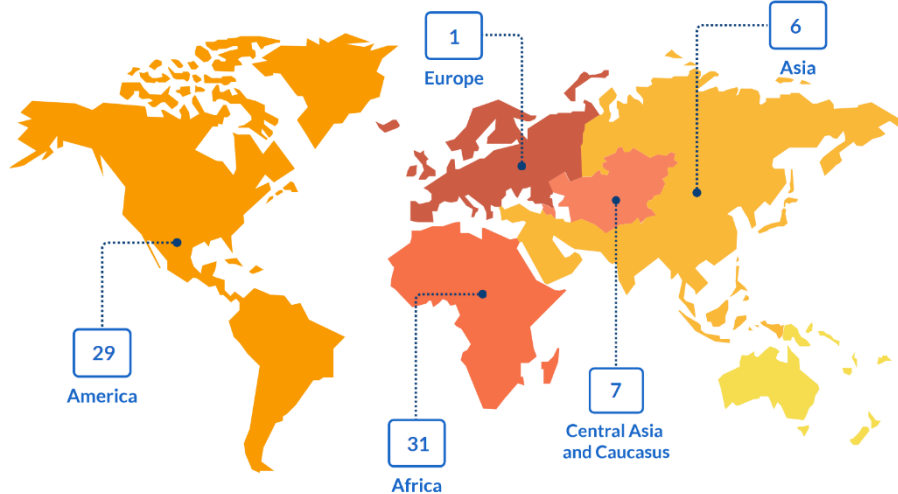 1
Europe
6
Asia
29
America
31
Africa
7
Central Asia
and Caucasus